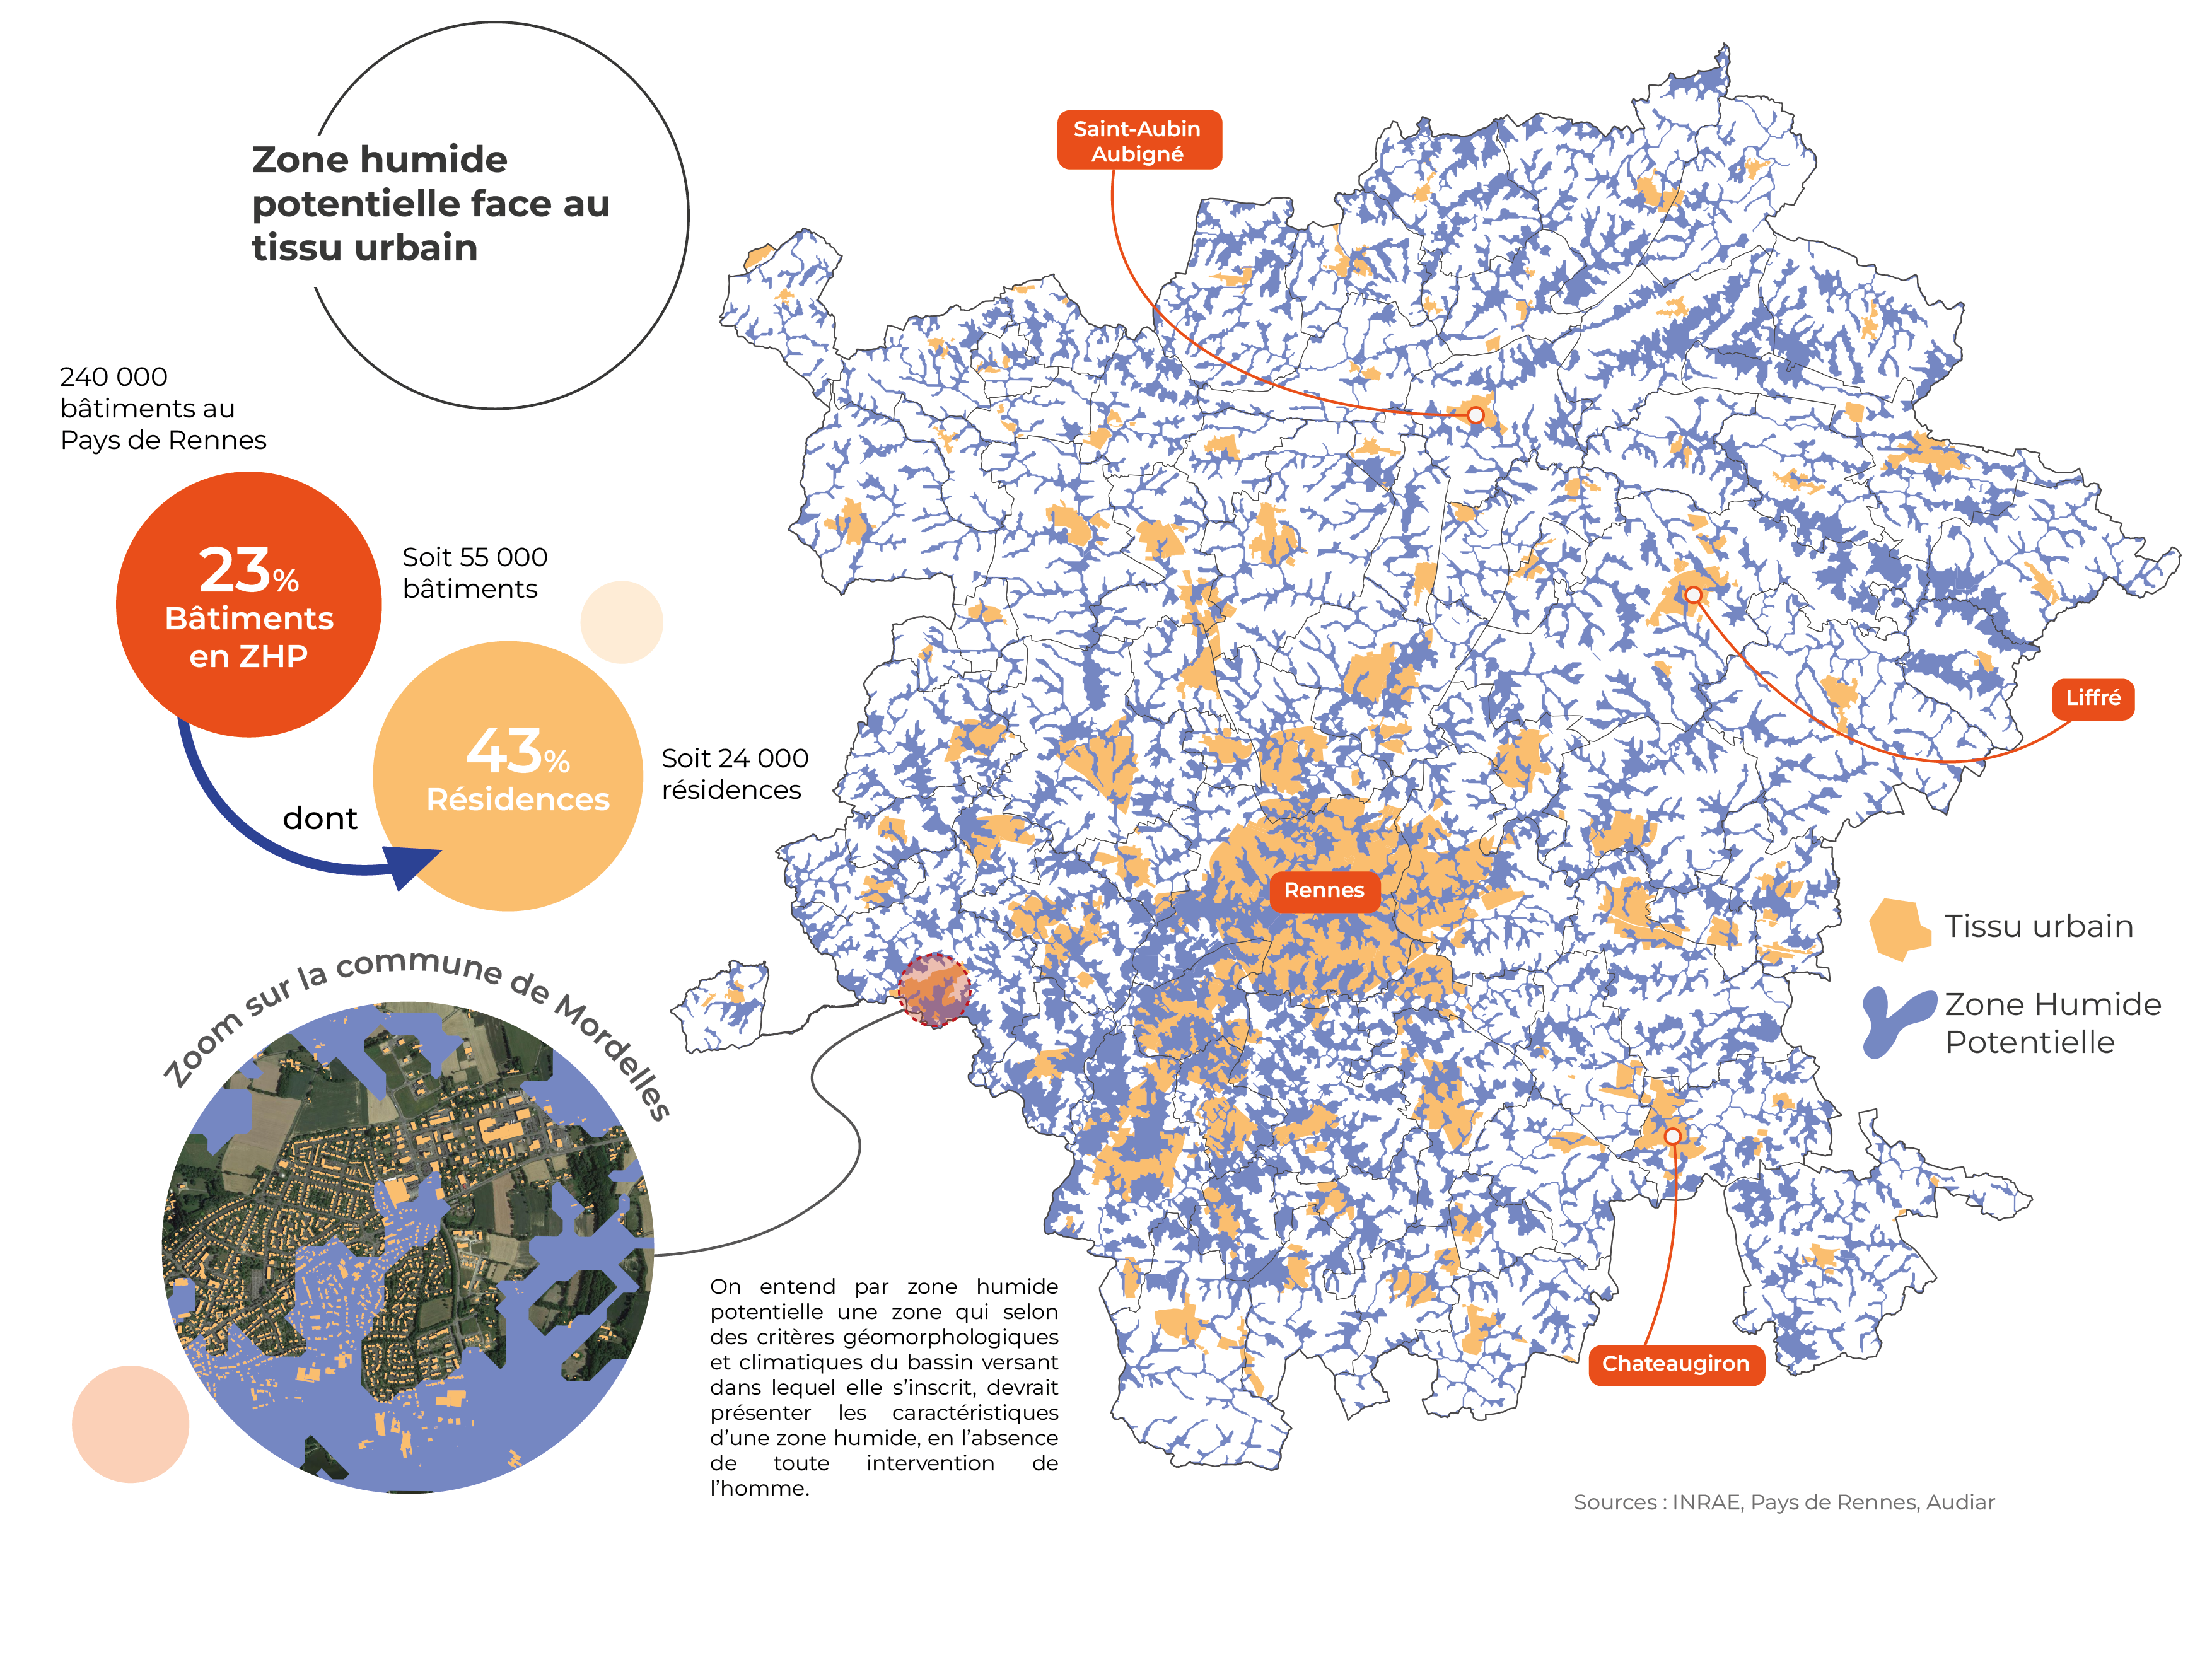 Zone humide
potentielle face au
tissu urbain
240 000
bâtiments au
Pays de Rennes
23%
Bâtiments
en ZHP
Soit 55 000
bâtiments
dont
43%
Résidences
Soit 24 000
résidences
Zoom sur la commune de Mordelles
On entend par zone humide
potentielle une zone qui selon
des critères géomorphologiques
et climatiques du bassin versant
dans lequel elle s'inscrit, devrait
présenter les caractéristiques
d'une zone humide, en l'absence
de toute intervention de
l'homme.
Saint-Aubin
Aubigné
Liffré
Rennes
Chateaugiron
Tissu urbain
Zone Humide
Potentielle
Sources : INRAE, Pays de Rennes, Audiar